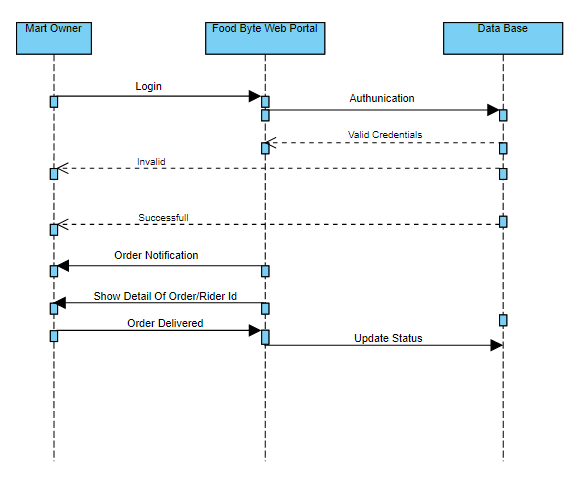 Mart Owner
Food Byte Web Portal
Data Base
Login
Authunication
Valid Credentials
Invalid
Successfull
Order Notification
Show Detail Of Order/Rider Id
Order Delivered
Update Status